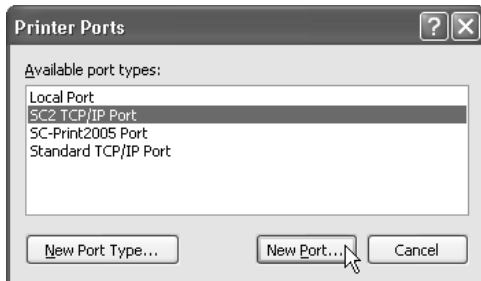 Printer Ports
Available port types:
Local Port
SC2 TCP/IP Port
SC-Print2005 Port
Standard TCP/IP Port
New Port Type...
New Port...
Cancel